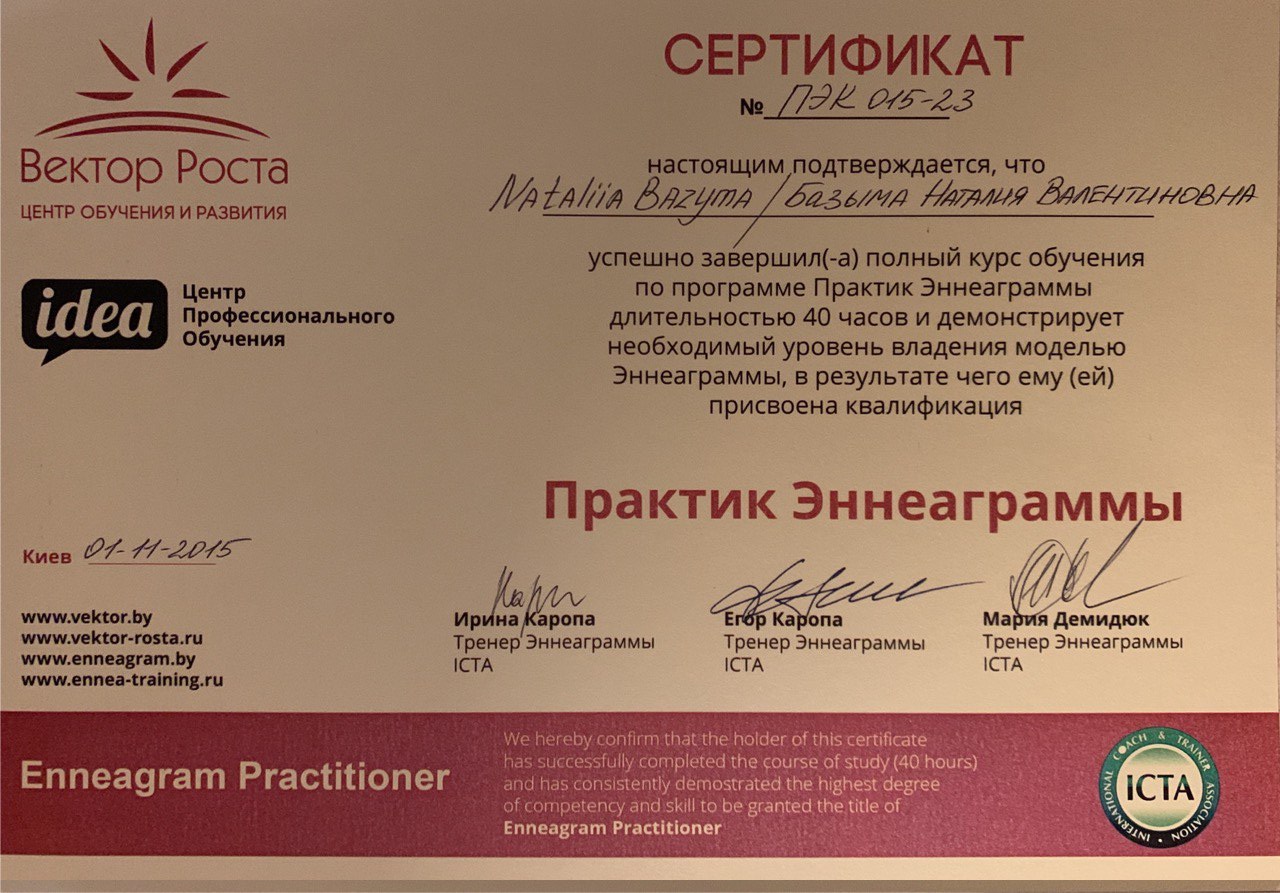 Вектор Роста
ЦЕНТР ОБУЧЕНИЯ И РАЗВИТИЯ
idea
Центр
Профессионального
Обучения
СЕРТИФИКАТ
№ ПЭК 015-23
настоящим подтверждается, что
Nataliia Bazyma / Базыма Наталия Валентиновна
успешно завершил(-а) полный курс обучения
по программе Практик Эннеаграммы
длительностью 40 часов и демонстрирует
необходимый уровень владения моделью
Эннеаграммы, в результате чего ему (ей)
присвоена квалификация
Практик Эннеаграммы
Киев 01-11-2015
www.vektor.by
www.vektor-rosta.ru
www.enneagram.by
www.ennea-training.ru
Ирина Каропа
Тренер Эннеаграммы
ICTA
Егор Каропа
Тренер Эннеаграммы
ICTA
Мария Демидюк
Тренер Эннеаграммы
ICTA
Enneagram Practitioner
We hereby confirm that the holder of this certificate
has successfully completed the course of study (40 hours)
and has consistently demostrated the highest degree
of competency and skill to be granted the title of
Enneagram Practitioner
INTERNATIONAL COACH & TRAINER ASSOCIATION
ICTA